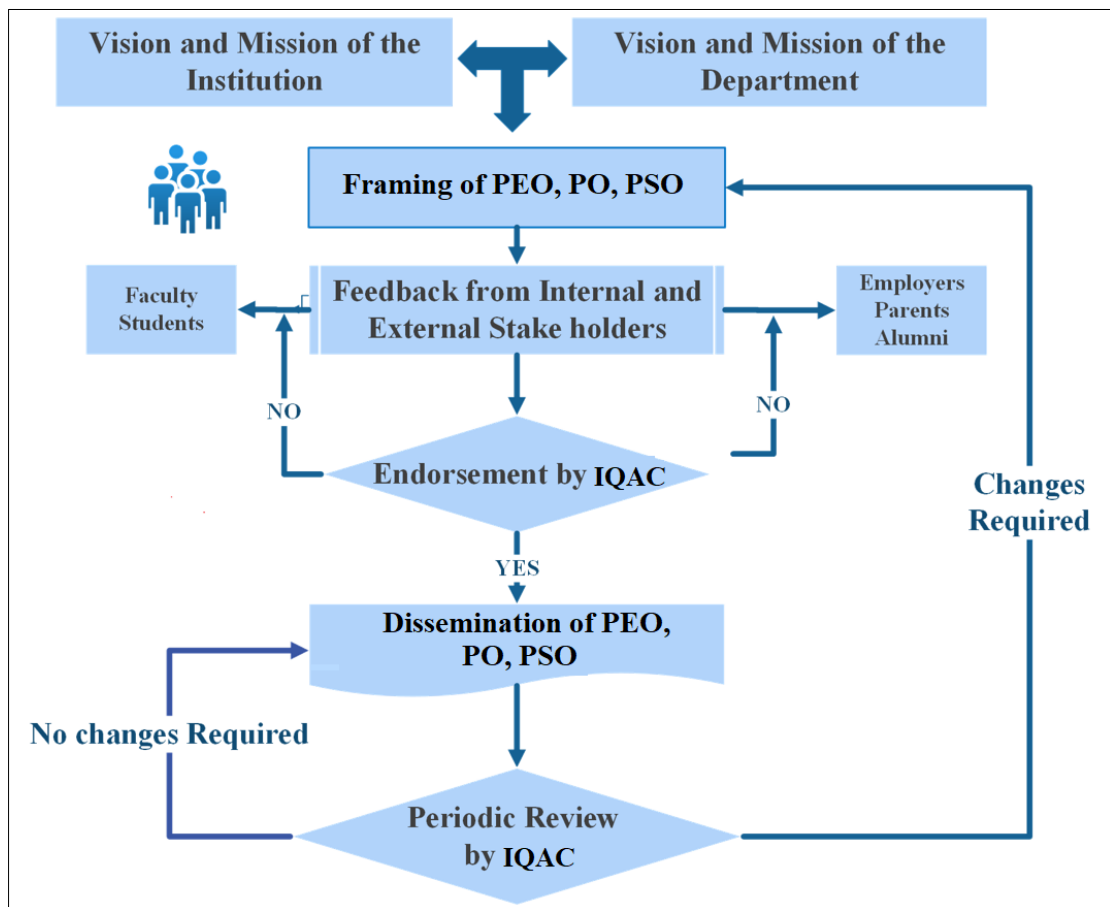 Vision and Mission of the
Institution
Vision and Mission of the
Department
Framing of PEO, PO, PSO
Faculty
Students
Feedback from Internal and
External Stake holders
Employers
Parents
Alumni
NO
NO
Endorsement by IQAC
Changes
Required
YES
Dissemination of PEO,
PO, PSO
No changes Required
Periodic Review
by IQAC